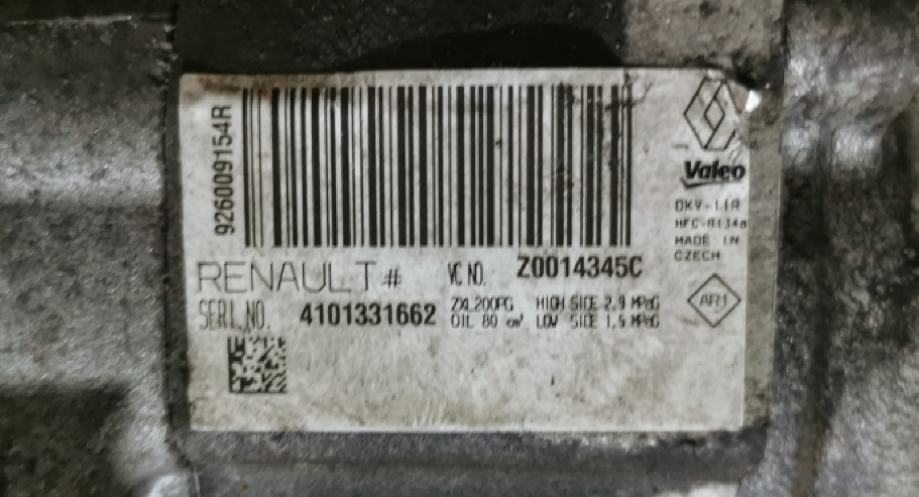 926009154R
Valeo
DKV-11R
HFC-R134a
MADE IN
CZECH
RENAULT# VC NO. Z0014345C
SERI.NO. 4101331662
ZXL200PG HIGH SIDE 2.9 MPaG
OIL 80 cm³ LOW SIDE 1.5 MPaG
AR1